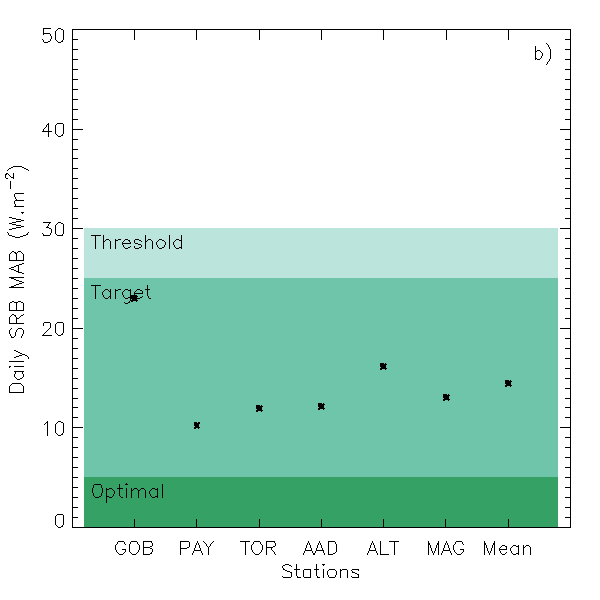 50
b)
40
30
20
10
0
Daily SRB MAB (W.m⁻²)
Threshold
Target
Optimal
GOB PAY TOR AAD ALT MAG Mean
Stations